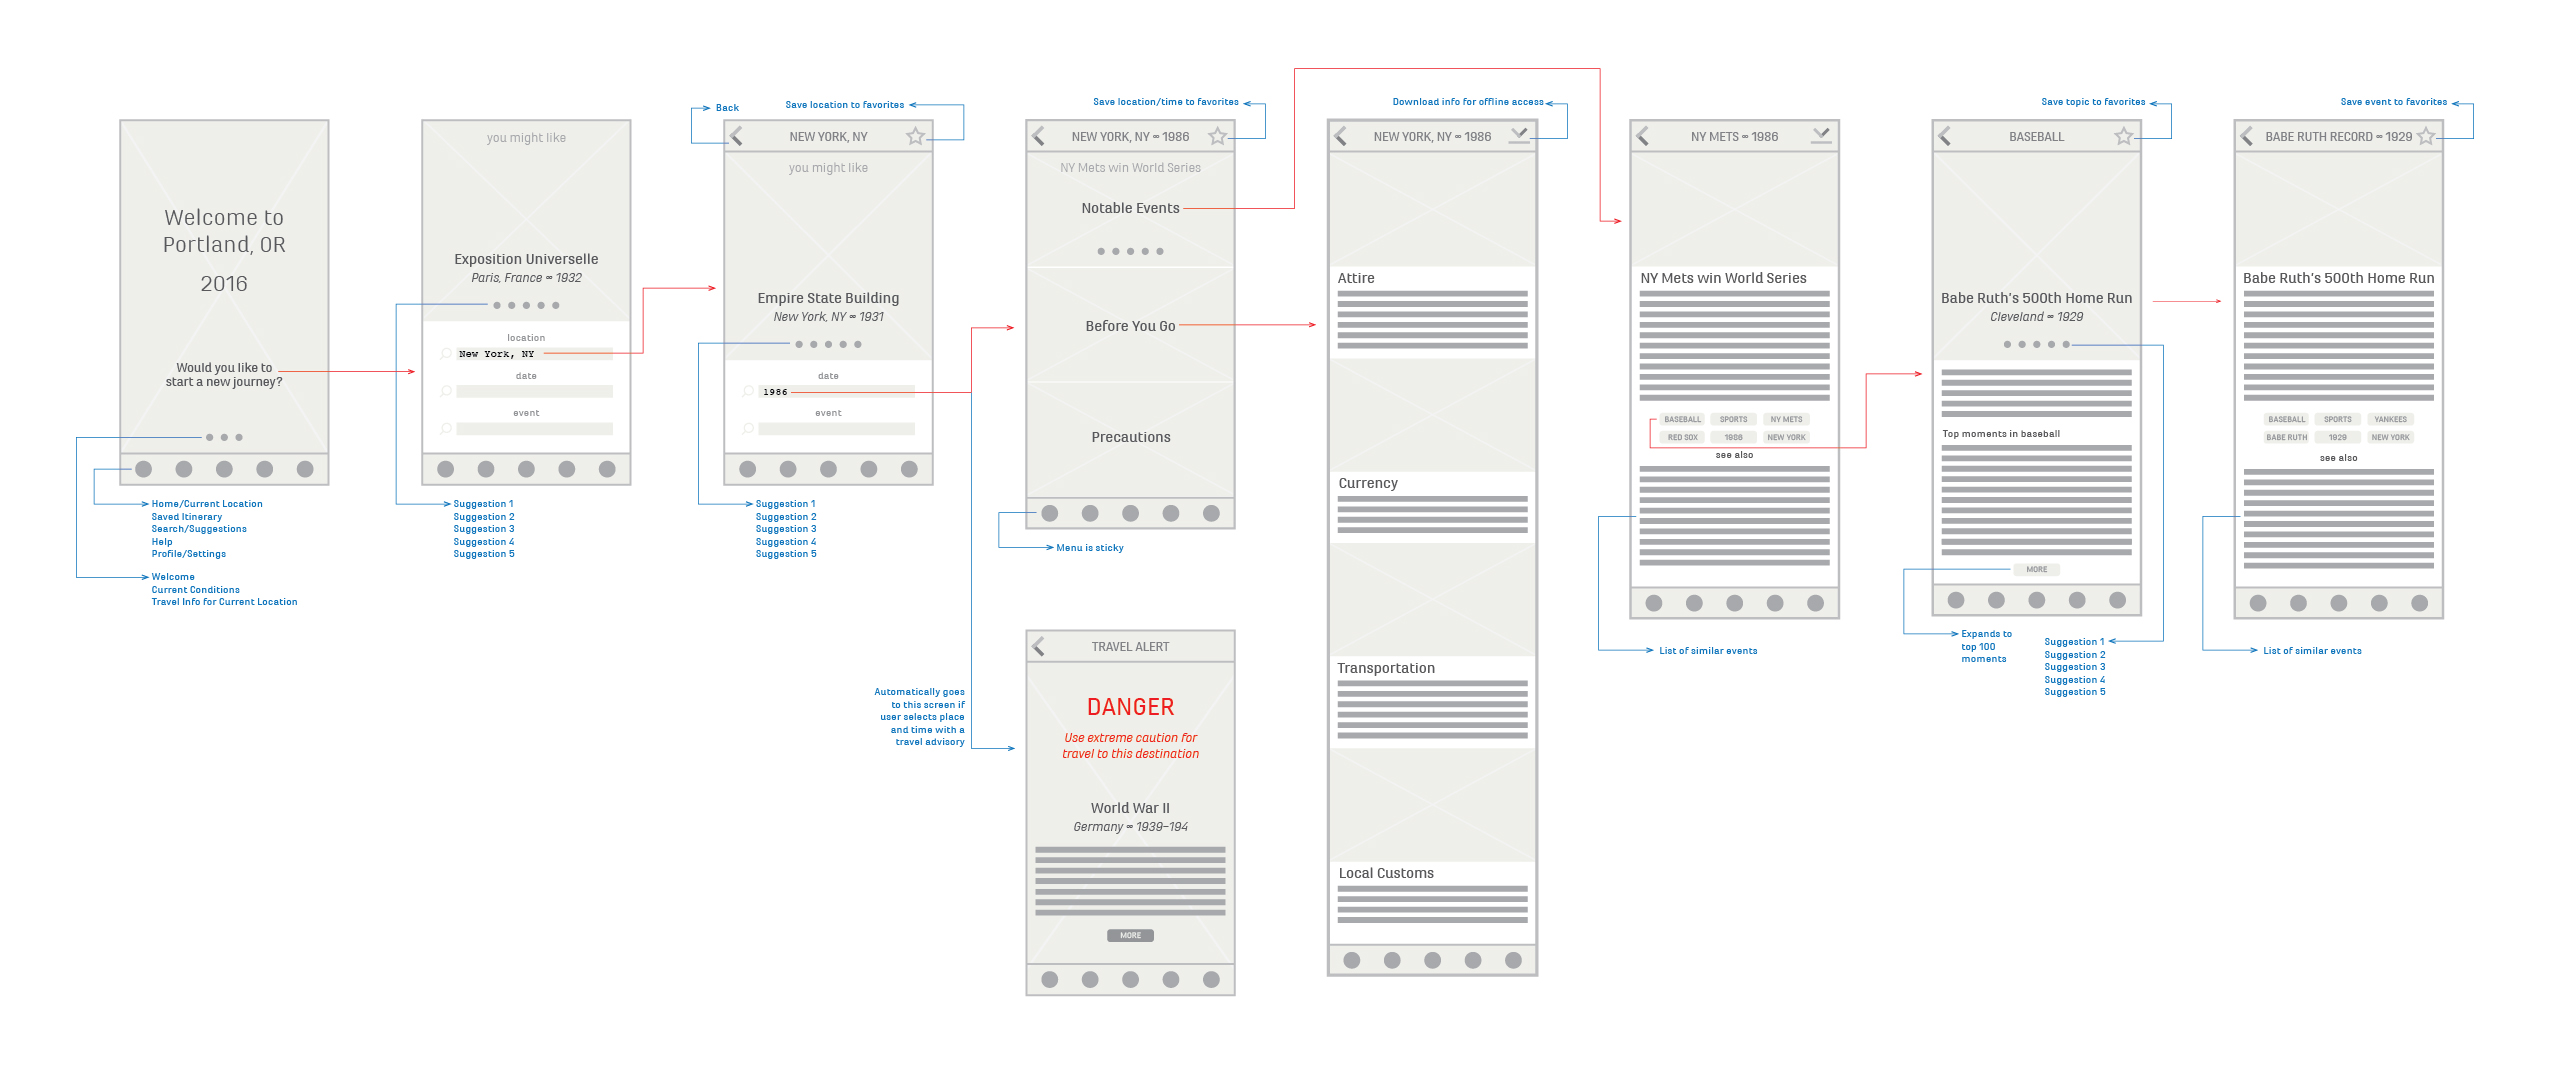 Welcome to
Portland, OR
2016
Would you like to
start a new journey?
Home/Current Location
Saved Itinerary
Search/Suggestions
Help
Profile/Settings
Welcome
Current Conditions
Travel Info for Current Location
you might like
Exposition Universelle
Paris, France ∞ 1932
location
New York, NY
date
event
Suggestion 1
Suggestion 2
Suggestion 3
Suggestion 4
Suggestion 5
Back
Save location to favorites
NEW YORK, NY
you might like
Empire State Building
New York, NY ∞ 1931
date
1986
event
Suggestion 1
Suggestion 2
Suggestion 3
Suggestion 4
Suggestion 5
Save location/time to favorites
NEW YORK, NY ∞ 1986
NY Mets win World Series
Notable Events
Before You Go
Precautions
Menu is sticky
Automatically goes
to this screen if
user selects place
and time with a
travel advisory
TRAVEL ALERT
DANGER
Use extreme caution for
travel to this destination
World War II
Germany ∞ 1939–194
MORE
Download info for offline access
NEW YORK, NY ∞ 1986
Attire
Currency
Transportation
Local Customs
NY METS ∞ 1986
NY Mets win World Series
BASEBALL SPORTS NY METS
RED SOX 1986 NEW YORK
see also
List of similar events
Save topic to favorites
BASEBALL
Babe Ruth's 500th Home Run
Cleveland ∞ 1929
Top moments in baseball
MORE
Expands to
top 100
moments
Suggestion 1
Suggestion 2
Suggestion 3
Suggestion 4
Suggestion 5
Save event to favorites
BABE RUTH RECORD ∞ 1929
Babe Ruth's 500th Home Run
BASEBALL SPORTS YANKEES
BABE RUTH 1929 NEW YORK
see also
List of similar events